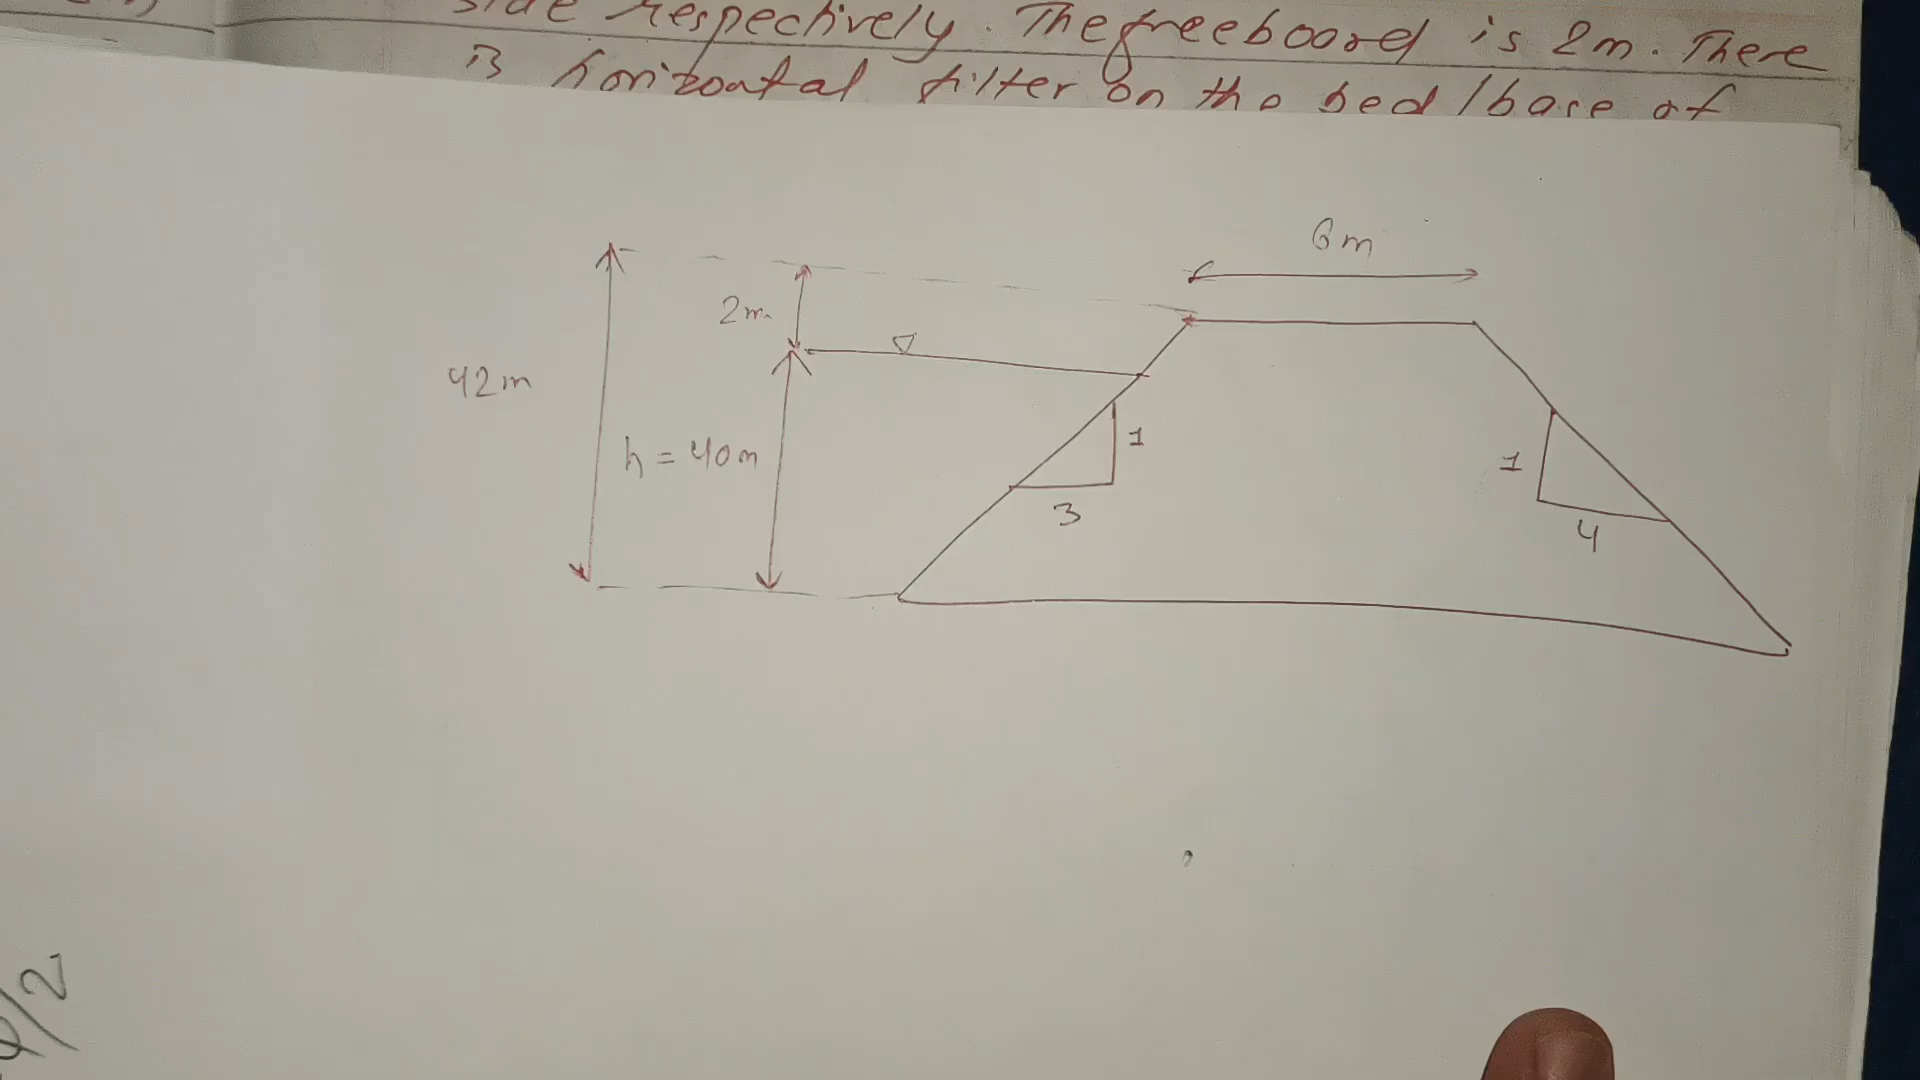 side respectively. The freeboard is 2m. There
is horizontal filter on the bed / base of
6m
2m
42m
h = 40m
1
3
1
4
/2